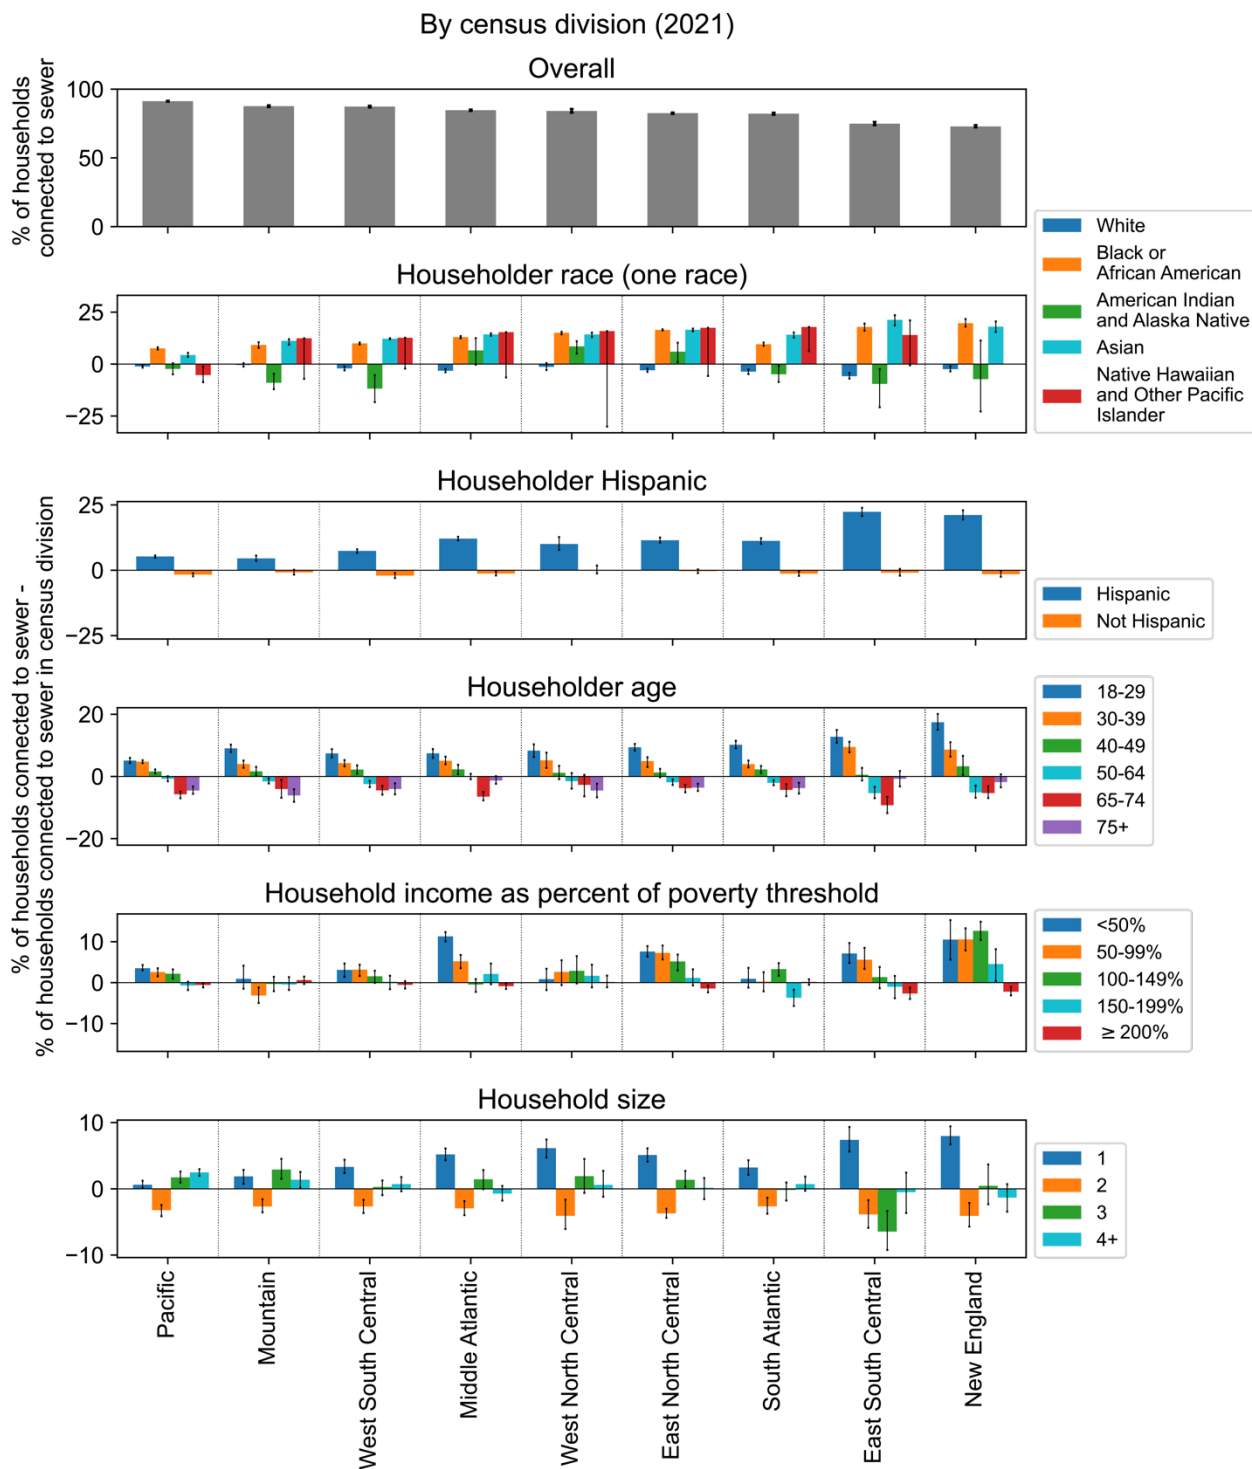 By census division (2021)
Overall
% of households
connected to sewer
100
50
0
Householder race (one race)
25
0
−25
White
Black or
African American
American Indian
and Alaska Native
Asian
Native Hawaiian
and Other Pacific
Islander
% of households connected to sewer -
% of households connected to sewer in census division
Householder Hispanic
25
0
−25
Hispanic
Not Hispanic
Householder age
20
0
−20
18-29
30-39
40-49
50-64
65-74
75+
Household income as percent of poverty threshold
10
0
−10
<50%
50-99%
100-149%
150-199%
≥ 200%
Household size
10
0
−10
1
2
3
4+
Pacific
Mountain
West South Central
Middle Atlantic
West North Central
East North Central
South Atlantic
East South Central
New England